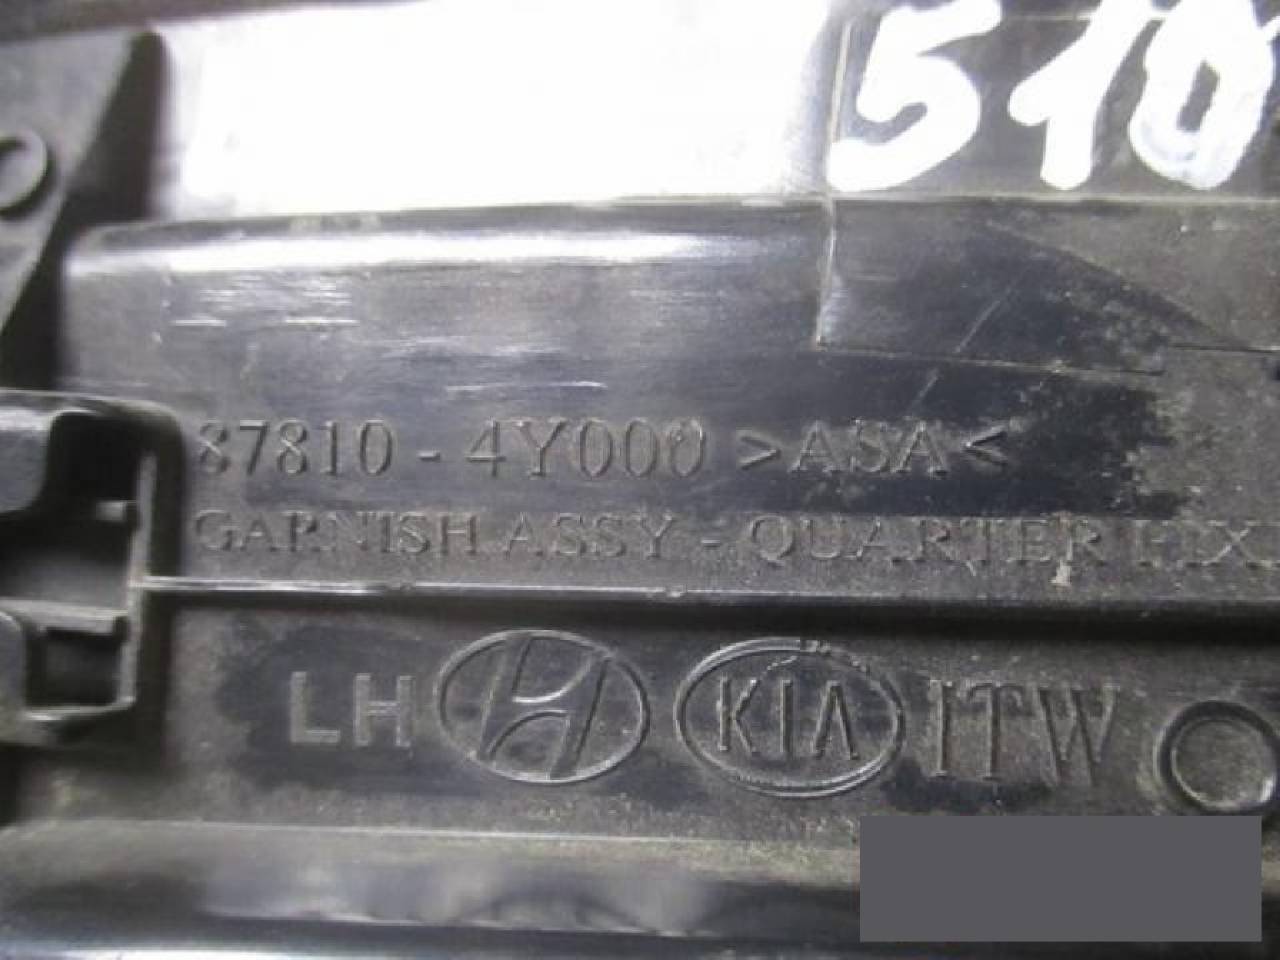 510
87810 - 4Y000 >ASA<
GARNISH ASSY - QUARTER FIX
LH H KIA ITW